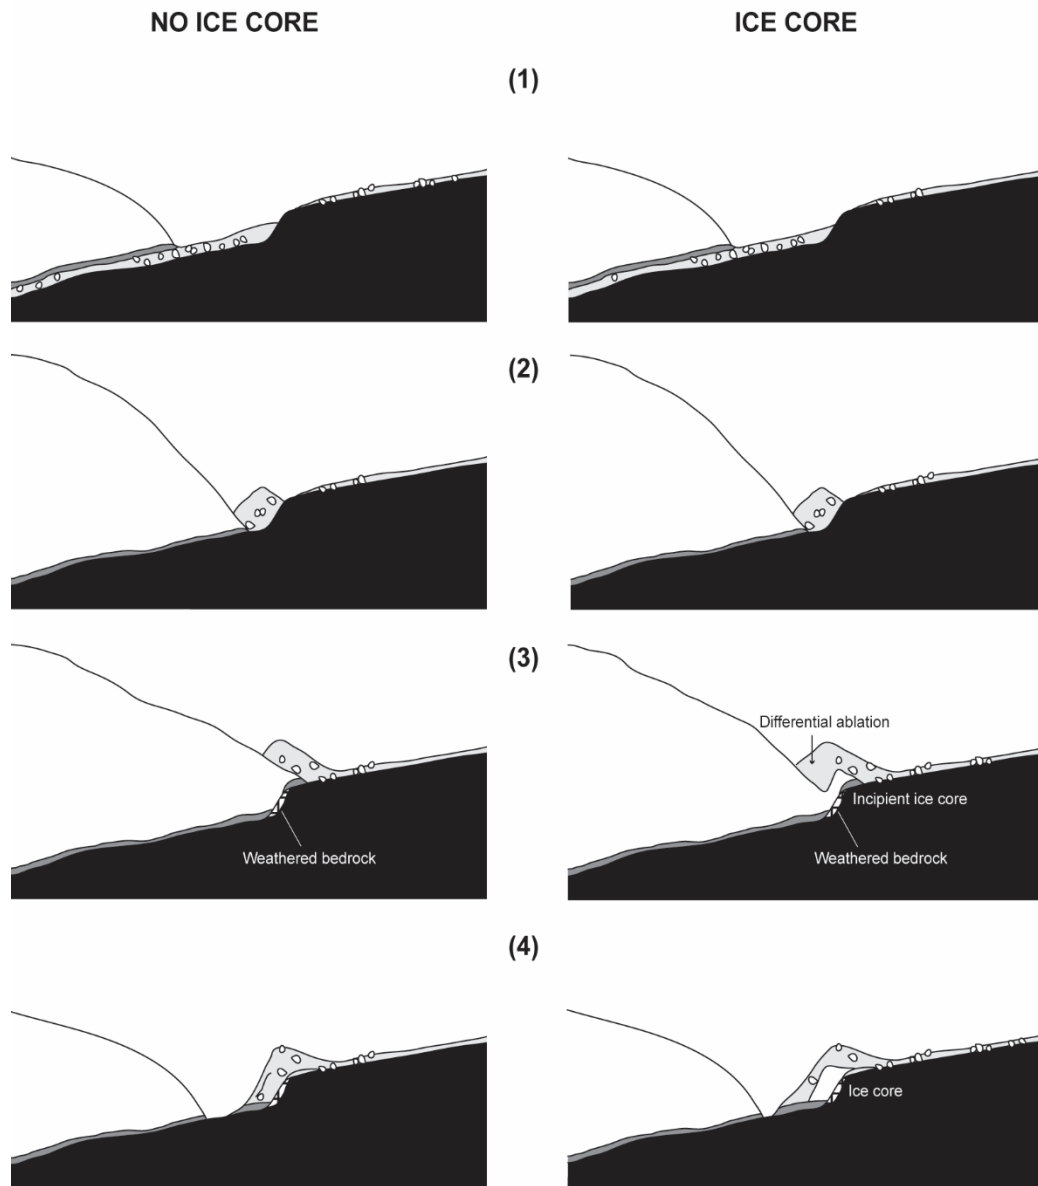 NO ICE CORE
ICE CORE
(1)
(2)
(3)
Differential ablation
Incipient ice core
Weathered bedrock
Weathered bedrock
(4)
Ice core